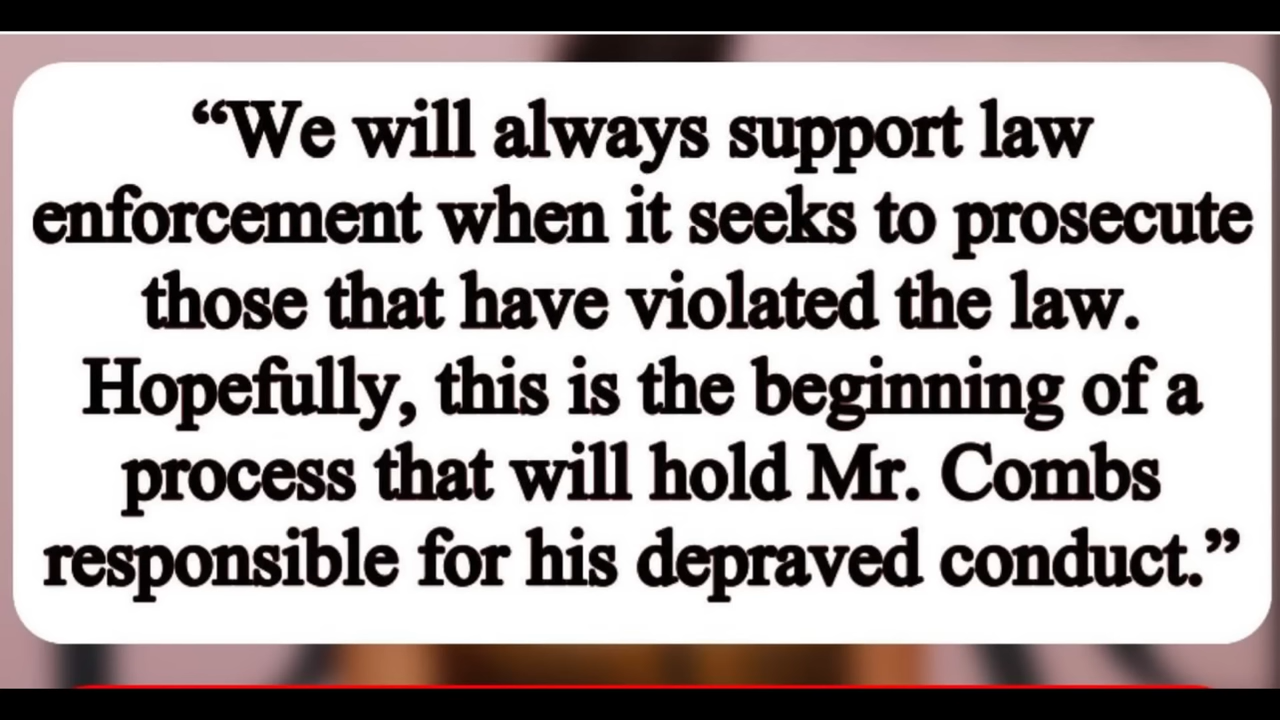 “We will always support law
enforcement when it seeks to prosecute
those that have violated the law.
Hopefully, this is the beginning of a
process that will hold Mr. Combs
responsible for his depraved conduct.”